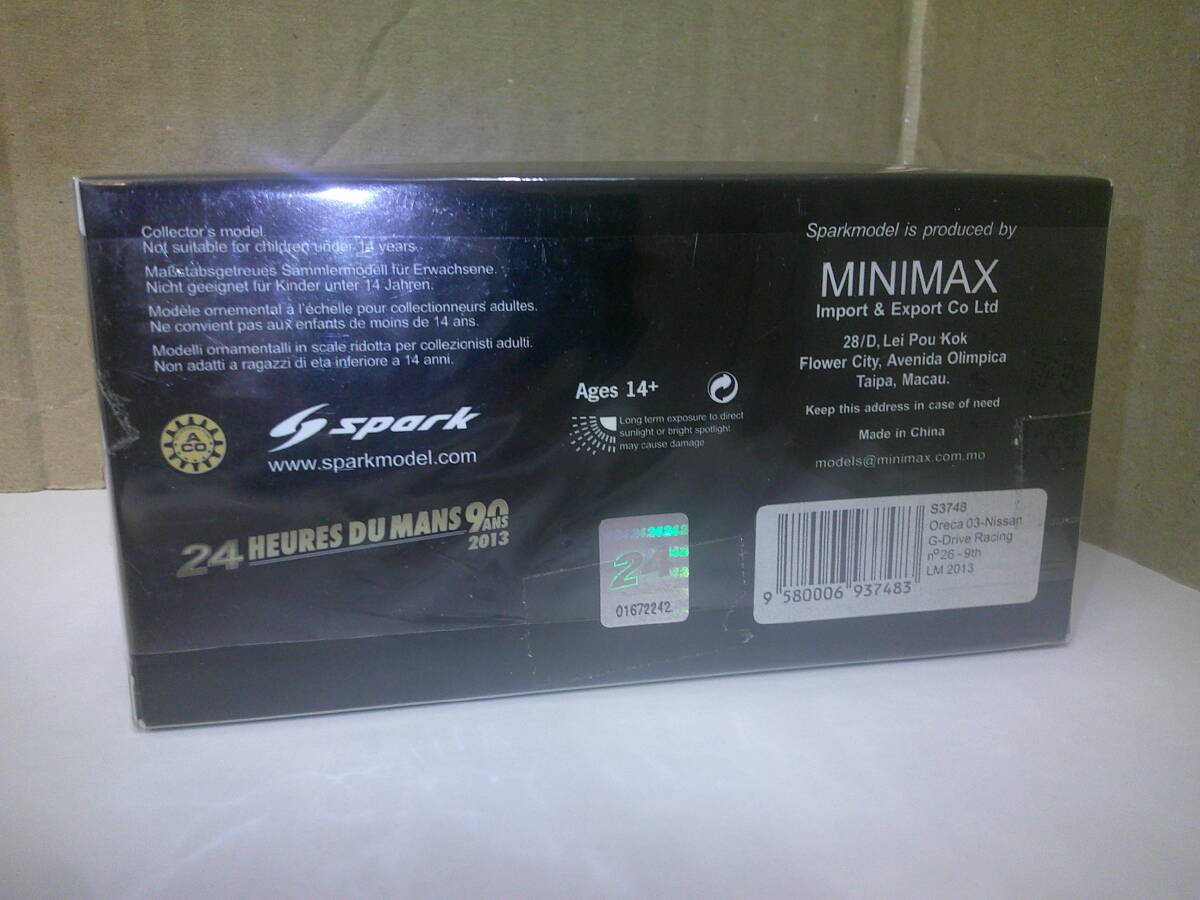 Collector's model.
Not suitable for children under 14 years.
Maßstabsgetreues Sammlermodell für Erwachsene.
Nicht geeignet für Kinder unter 14 Jahren.
Modèle ornemental à l'échelle pour collectionneurs adultes.
Ne convient pas aux enfants de moins de 14 ans.
Modelli ornamentalli in scale ridotta per collezionisti adulti.
Non adatti a ragazzi di eta inferiore a 14 anni.
ACO
spark
www.sparkmodel.com
24 HEURES DU MANS 90
ANS
2013
Ages 14+
Long term exposure to direct
sunlight or bright spotlight
may cause damage
24
01672242
Sparkmodel is produced by
MINIMAX
Import & Export Co Ltd
28/D, Lei Pou Kok
Flower City, Avenida Olimpica
Taipa, Macau.
Keep this address in case of need
Made in China
models@minimax.com.mo
S3748
Oreca 03-Nissan
G-Drive Racing
nº 26 - 9th
LM 2013
9 580006 937483